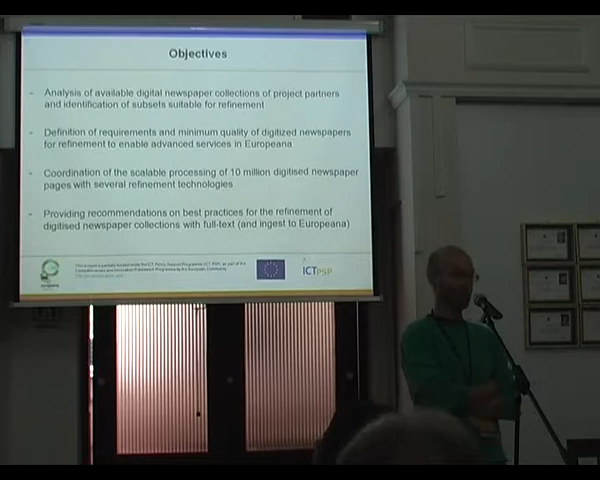 Objectives
- Analysis of available digital newspaper collections of project partners
and identification of subsets suitable for refinement
- Definition of requirements and minimum quality of digitized newspapers
for refinement to enable advanced services in Europeana
- Coordination of the scalable processing of 10 million digitised newspaper
pages with several refinement technologies
- Providing recommendations on best practices for the refinement of
digitised newspaper collections with full-text (and ingest to Europeana)
ICT PSP